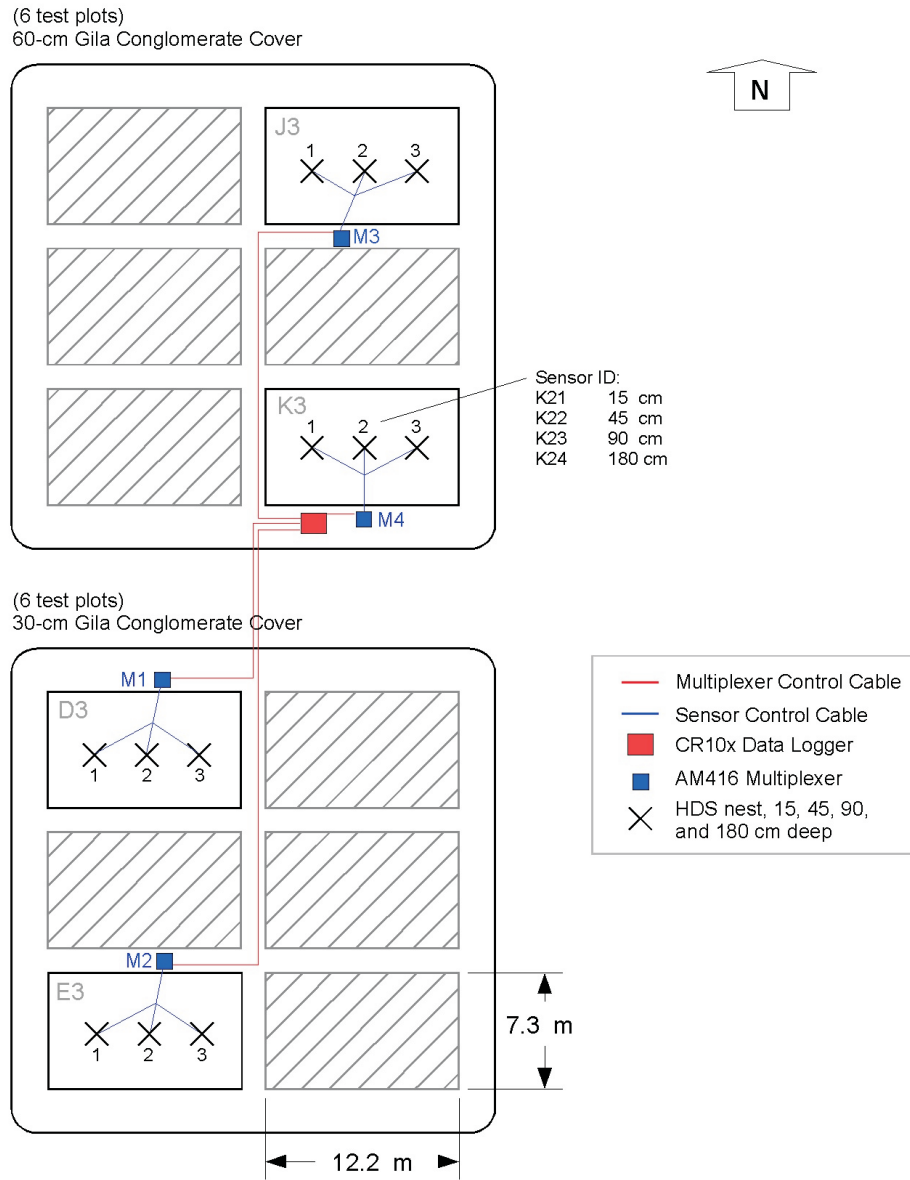 (6 test plots)
60-cm Gila Conglomerate Cover
N
J3
1 2 3
M3
K3
1 2 3
M4
Sensor ID:
K21 15 cm
K22 45 cm
K23 90 cm
K24 180 cm
(6 test plots)
30-cm Gila Conglomerate Cover
M1
D3
1 2 3
M2
E3
1 2 3
7.3 m
12.2 m
Multiplexer Control Cable
Sensor Control Cable
CR10x Data Logger
AM416 Multiplexer
HDS nest, 15, 45, 90,
and 180 cm deep